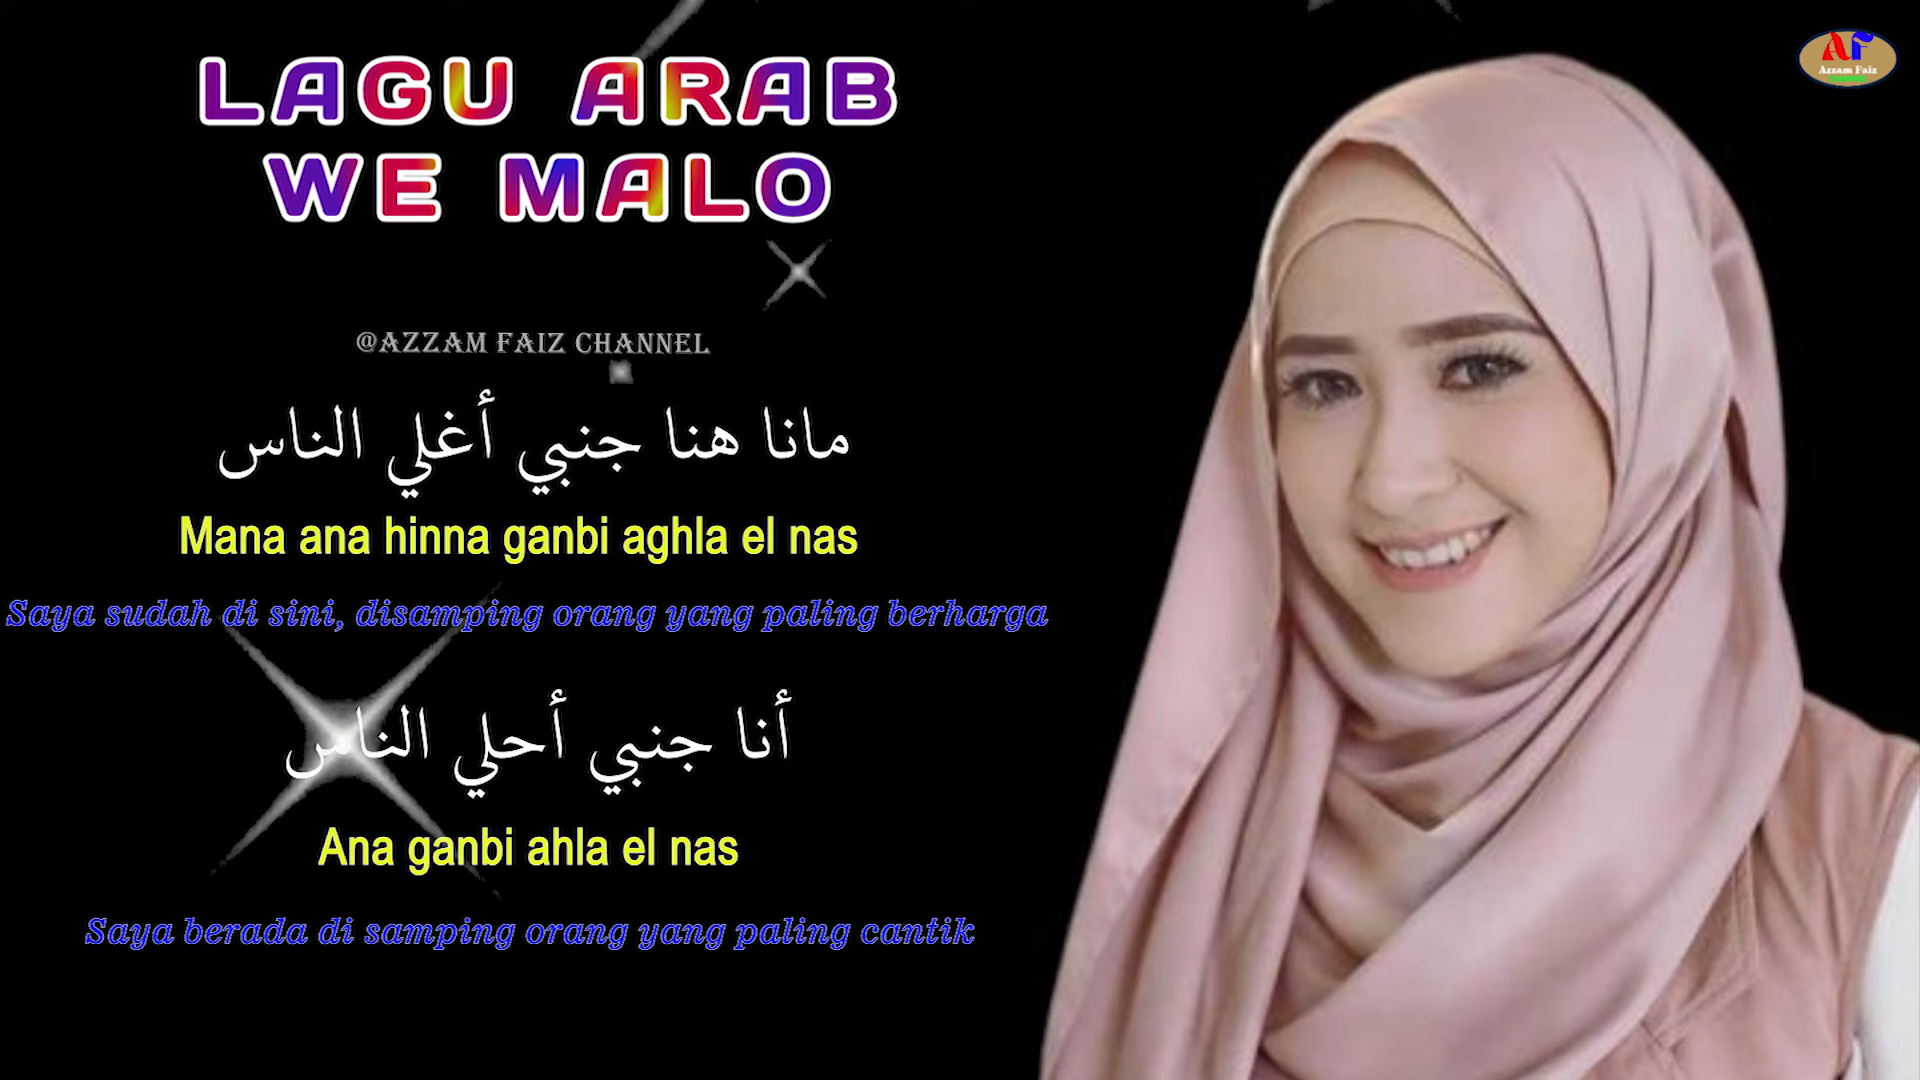 LAGU ARAB
WE MALO
AF
Azzam Faiz
@AZZAM FAIZ CHANNEL
مانا هنا جنبي أغلي الناس
Mana ana hinna ganbi aghla el nas
Saya sudah di sini, disamping orang yang paling berharga
أنا جنبي أحلي الناس
Ana ganbi ahla el nas
Saya berada di samping orang yang paling cantik